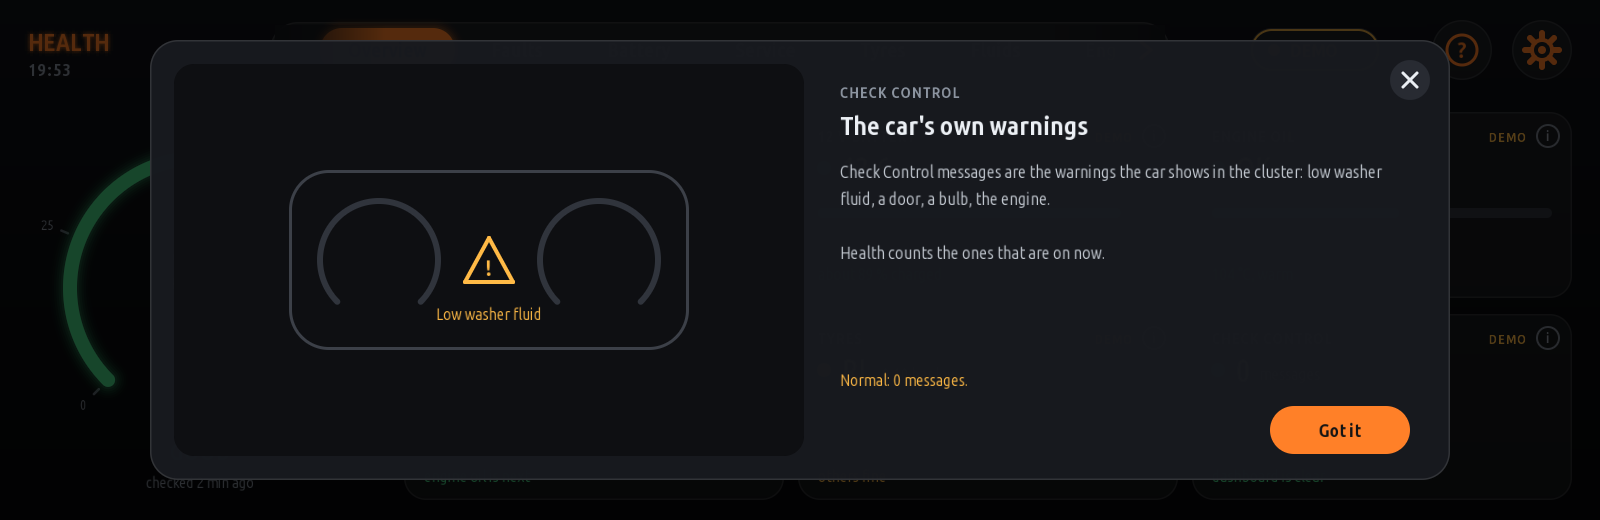 HEALTH
19:53
?
CHECK CONTROL
The car's own warnings
DEMO
i
Check Control messages are the warnings the car shows in the cluster: low washer
fluid, a door, a bulb, the engine.
25
Health counts the ones that are on now.
!
Low washer fluid
DEMO
i
Normal: 0 messages.
0
Got it
checked 2 min ago